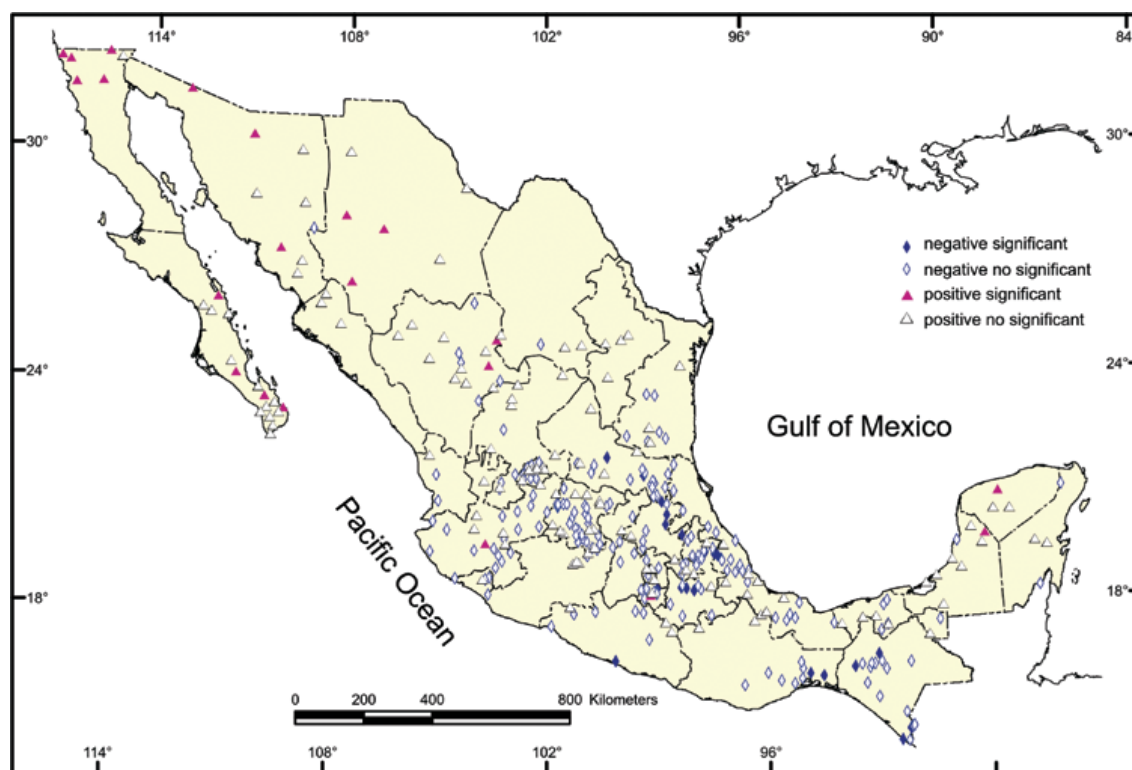 114° 108° 102° 96° 90° 84
30° 30°
negative significant
negative no significant
positive significant
positive no significant
24° 24°
Gulf of Mexico
Pacific Ocean
18° 18°
0 200 400 800 Kilometers
114° 108° 102° 96°